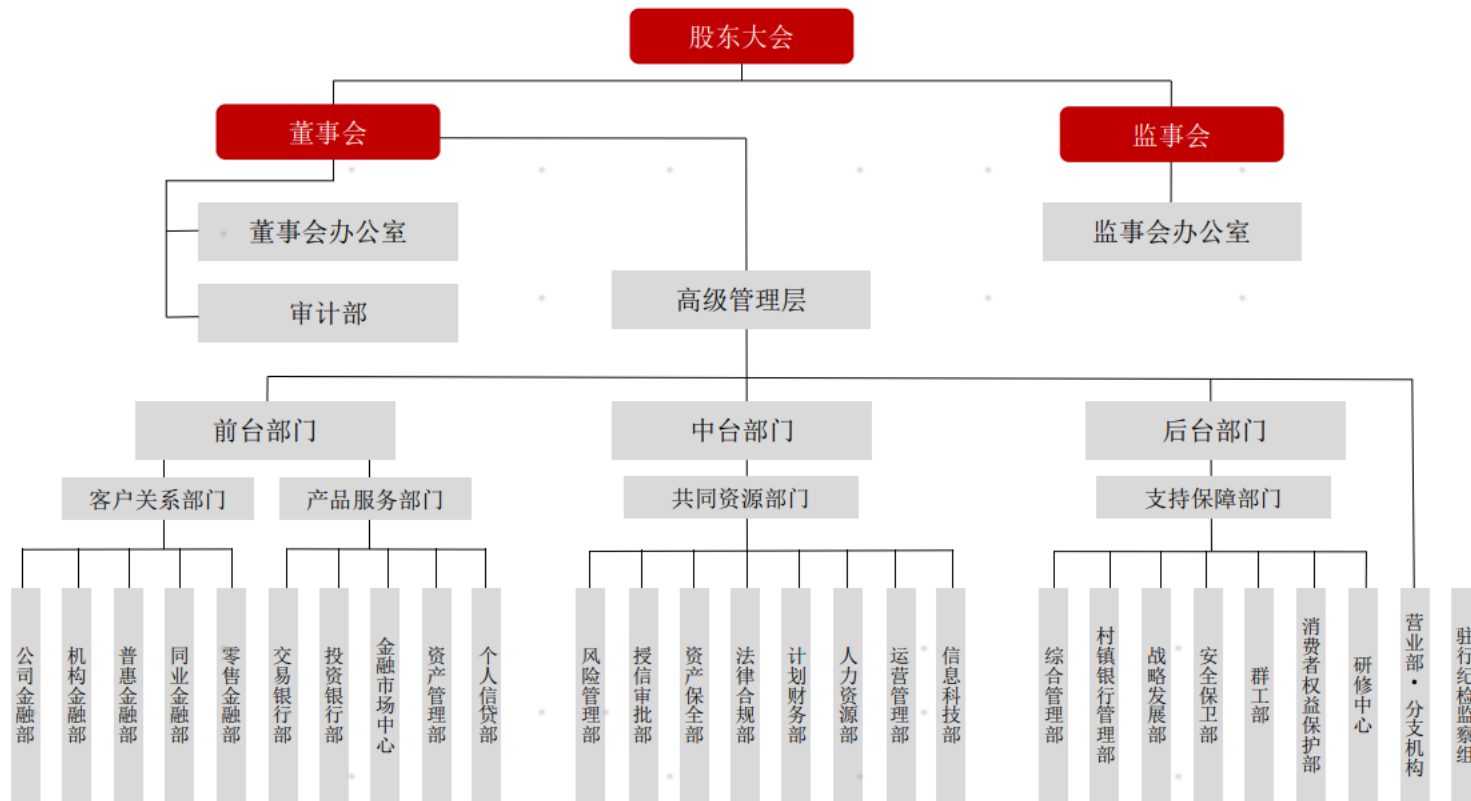 股东大会
董事会
监事会
董事会办公室
监事会办公室
高级管理层
审计部
前台部门
中台部门
后台部门
客户关系部门
产品服务部门
共同资源部门
支持保障部门
公司金融部
机构金融部
普惠金融部
同业金融部
零售金融部
交易银行部
投资银行部
金融市场中心
资产管理部
个人信贷部
风险管理部
授信审批部
资产保全部
法律合规部
计划财务部
人力资源部
运营管理部
信息科技部
综合管理部
村镇银行管理部
战略发展部
安全保卫部
群工部
消费者权益保护部
研修中心
营业部·分支机构
驻行纪检监察组